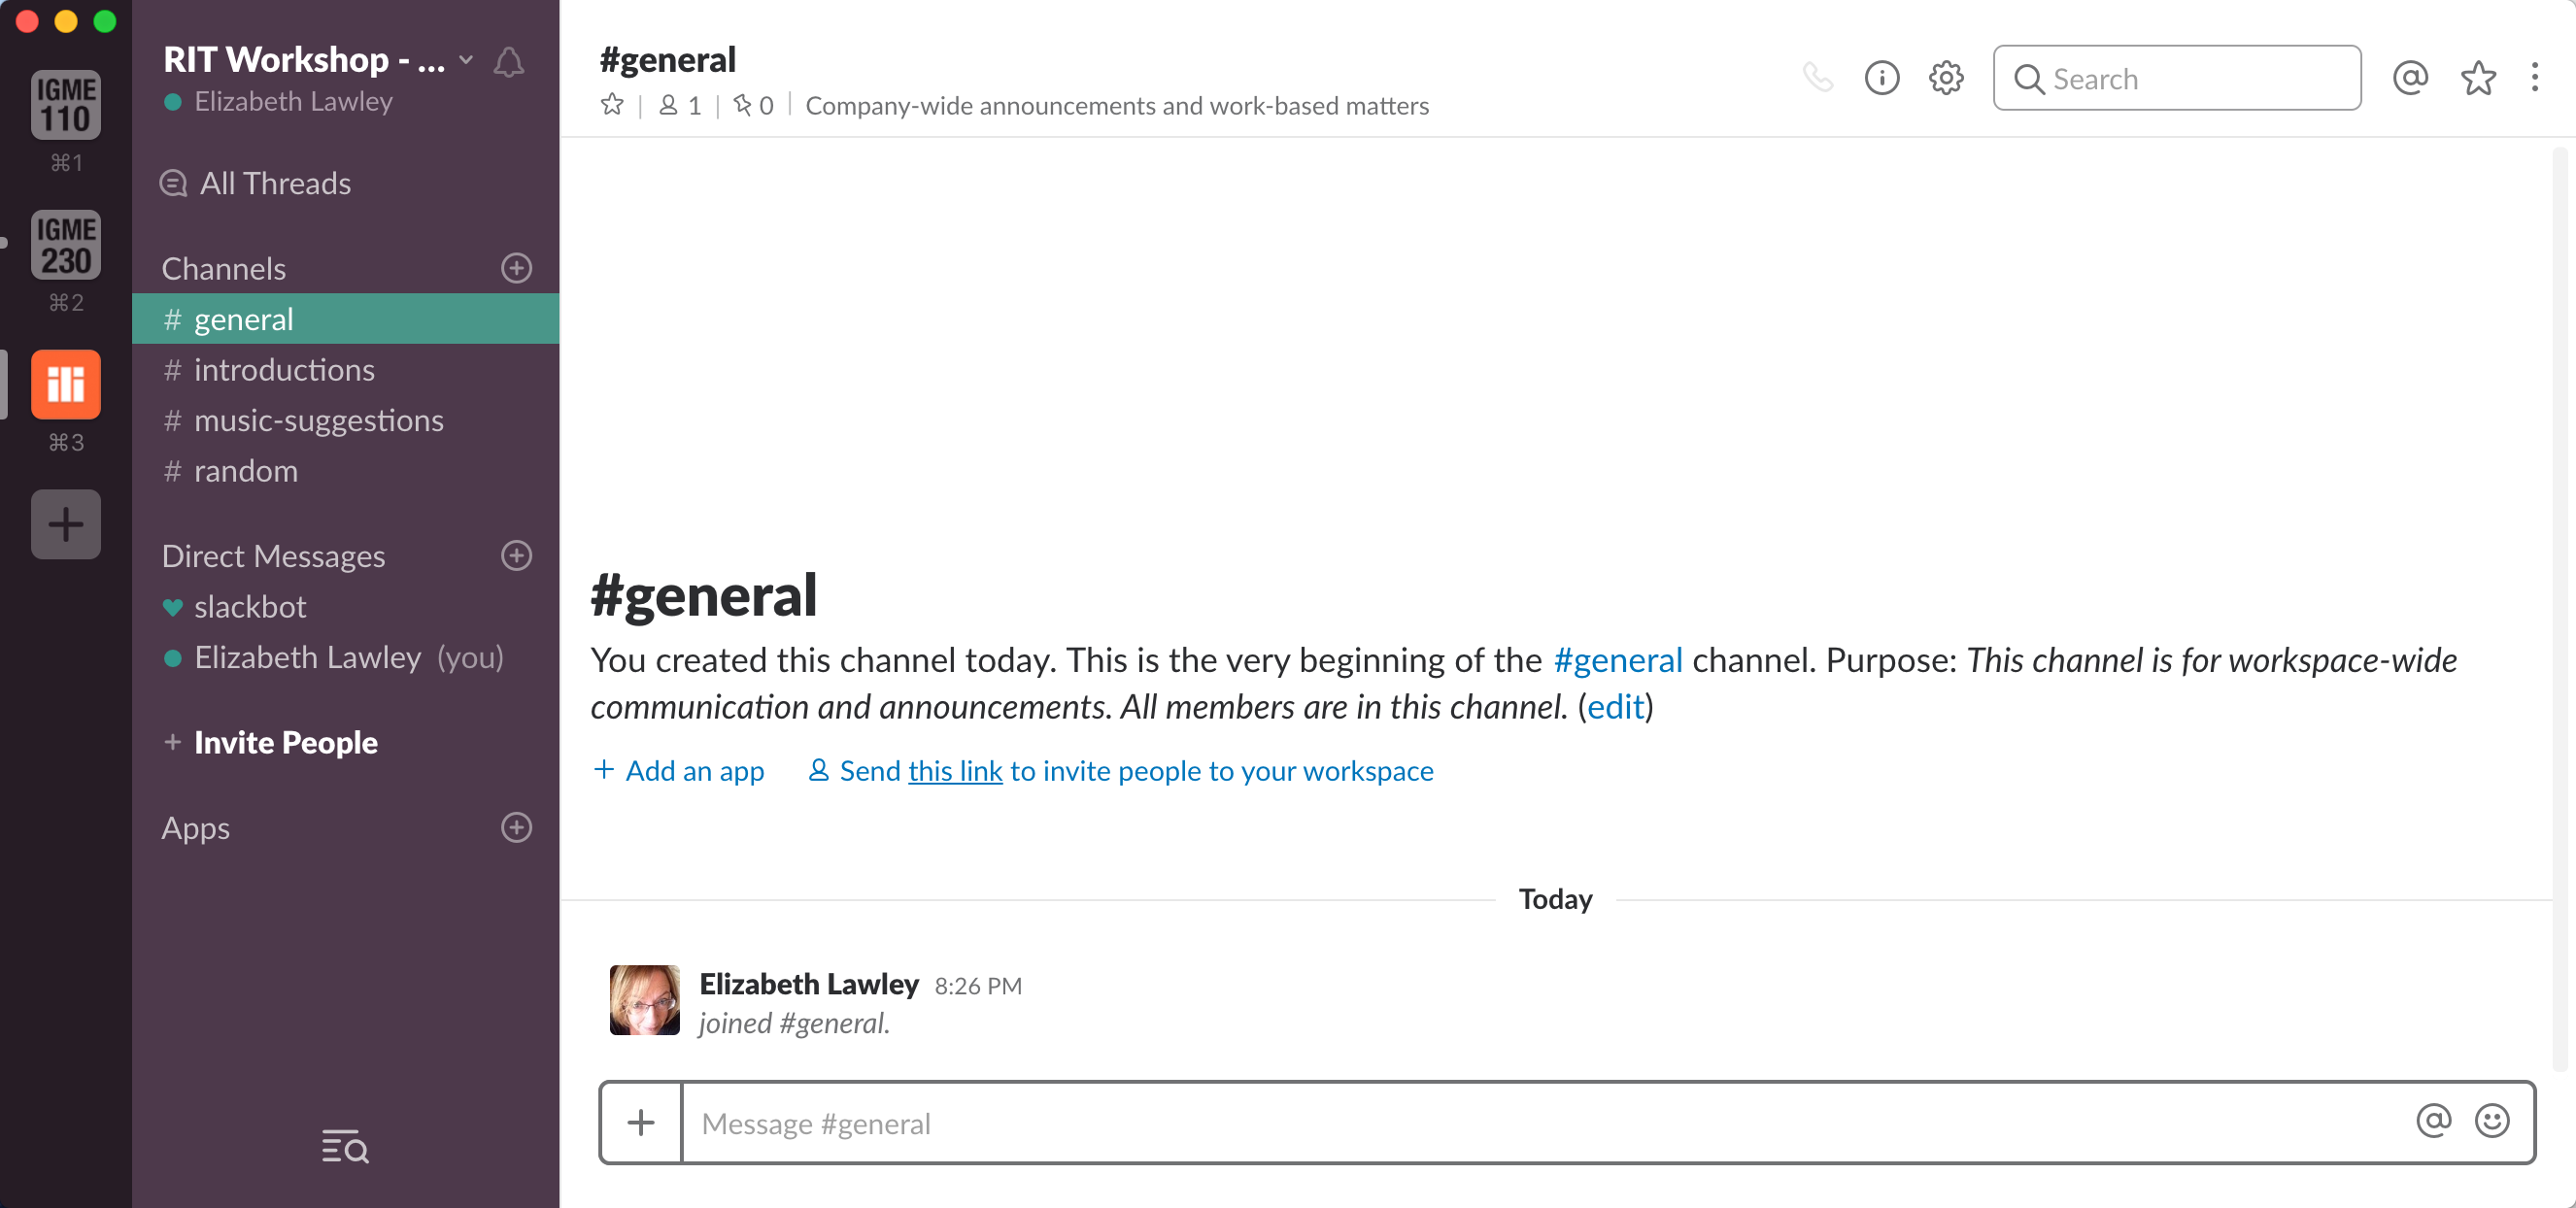 IGME
110
⌘1
IGME
230
⌘2
⌘3
RIT Workshop - ...
Elizabeth Lawley
All Threads
Channels
# general
# introductions
# music-suggestions
# random
Direct Messages
slackbot
Elizabeth Lawley (you)
+ Invite People
Apps
#general
1 | 0 | Company-wide announcements and work-based matters
Search
#general
You created this channel today. This is the very beginning of the #general channel. Purpose: This channel is for workspace-wide
communication and announcements. All members are in this channel. (edit)
+ Add an app Send this link to invite people to your workspace
Today
Elizabeth Lawley 8:26 PM
joined #general.
Message #general